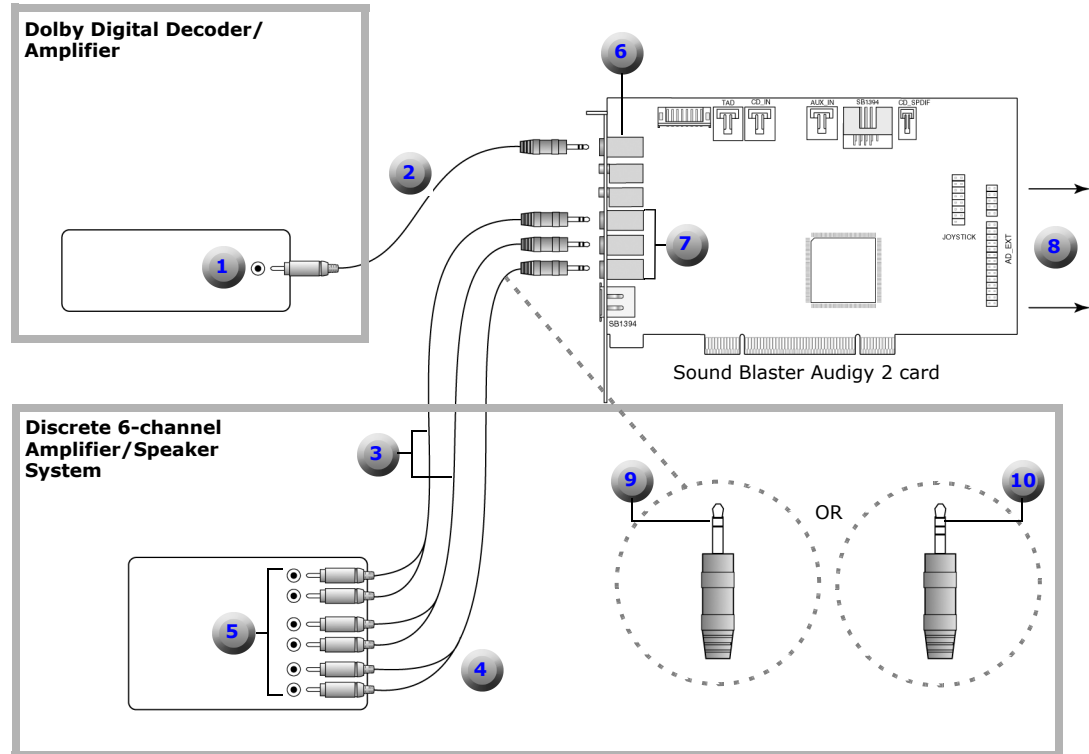 Dolby Digital Decoder/
Amplifier
6
TAD
CD_IN
AUX_IN
SB1394
CD_SPDIF
2
1
7
JOYSTICK
AD_EXT
8
SB1394
Sound Blaster Audigy 2 card
Discrete 6-channel
Amplifier/Speaker
System
3
9
OR
10
5
4